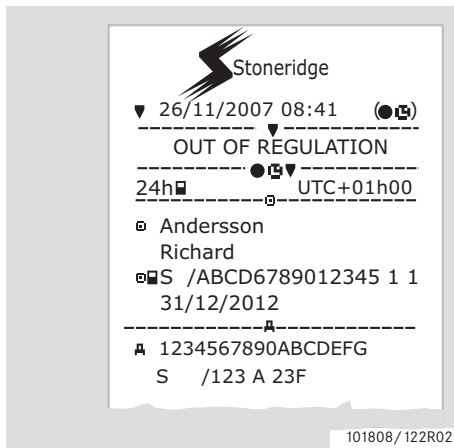 Stoneridge
26/11/2007 08:41 ( )
OUT OF REGULATION
24h UTC+01h00
Andersson
Richard
S /ABCD6789012345 1 1
31/12/2012
1234567890ABCDEFG
S /123 A 23F
101808/122R02